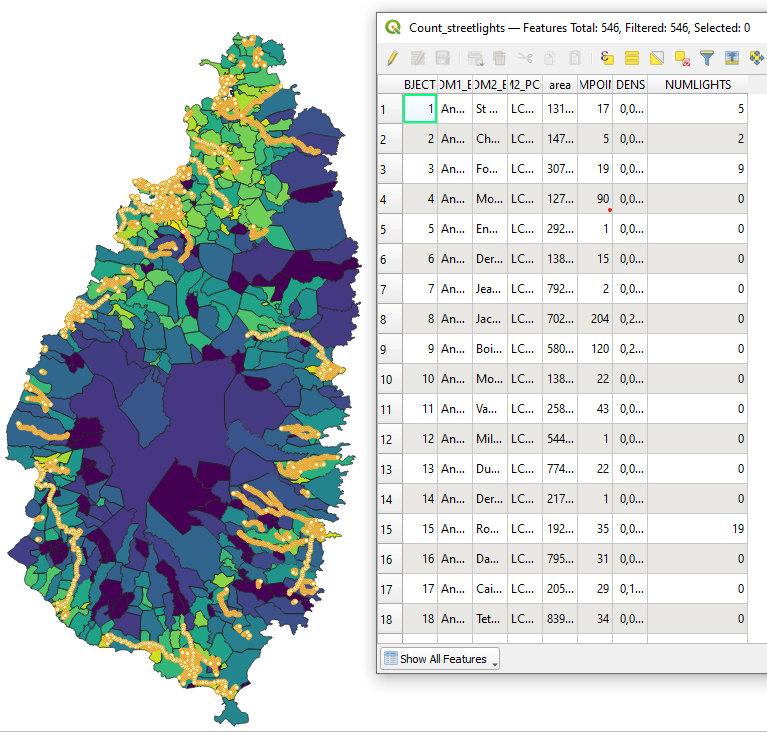 Count_streetlights — Features Total: 546, Filtered: 546, Selected: 0
BJECT OM1_E OM2_E M2_PC area MPOIN DENS NUMLIGHTS
1 1 An... St ... LC... 131... 17 0,0... 5
2 2 An... Ch... LC... 147... 5 0,0... 2
3 3 An... Fo... LC... 307... 19 0,0... 9
4 4 An... Mo... LC... 127... 90 0,0... 0
5 5 An... En... LC... 292... 1 0,0... 0
6 6 An... Der... LC... 138... 15 0,0... 0
7 7 An... Jea... LC... 792... 2 0,0... 0
8 8 An... Jac... LC... 702... 204 0,2... 0
9 9 An... Boi... LC... 580... 120 0,2... 0
10 10 An... Mo... LC... 138... 22 0,0... 0
11 11 An... Va... LC... 258... 43 0,0... 0
12 12 An... Mil... LC... 544... 1 0,0... 0
13 13 An... Du... LC... 774... 22 0,0... 0
14 14 An... Der... LC... 217... 1 0,0... 0
15 15 An... Ro... LC... 192... 35 0,0... 19
16 16 An... Da... LC... 795... 31 0,0... 0
17 17 An... Cai... LC... 205... 29 0,1... 0
18 18 An... Tet... LC... 839... 34 0,0... 0
Show All Features